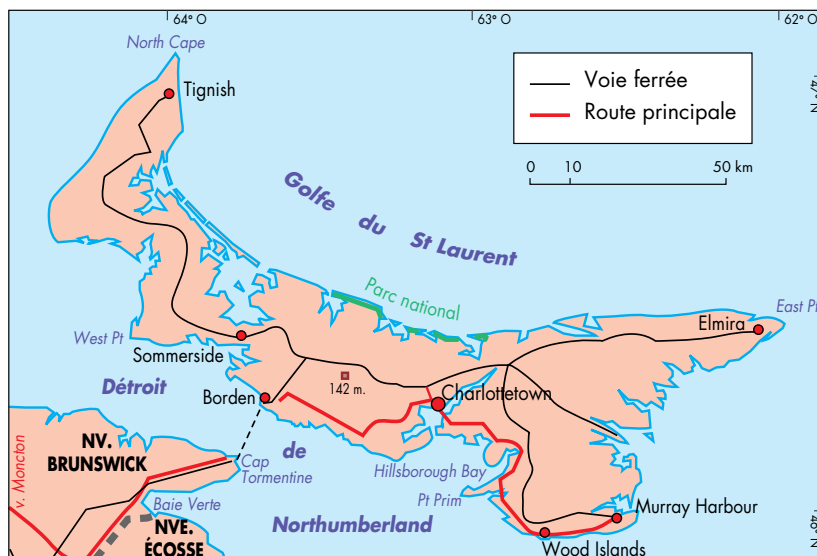 64° O
63° O
62° O
North Cape
Tignish
47° N
Voie ferrée
Route principale
0 10 50 km
Golfe du St Laurent
Parc national
East Pt
Elmira
West Pt
Sommerside
Détroit
Borden
142 m.
Charlottetown
de
NV.
BRUNSWICK
Cap
Tormentine
Hillsborough Bay
v. Moncton
Baie Verte
Pt Prim
Murray Harbour
46° N
NVE.
ÉCOSSE
Northumberland
Wood Islands